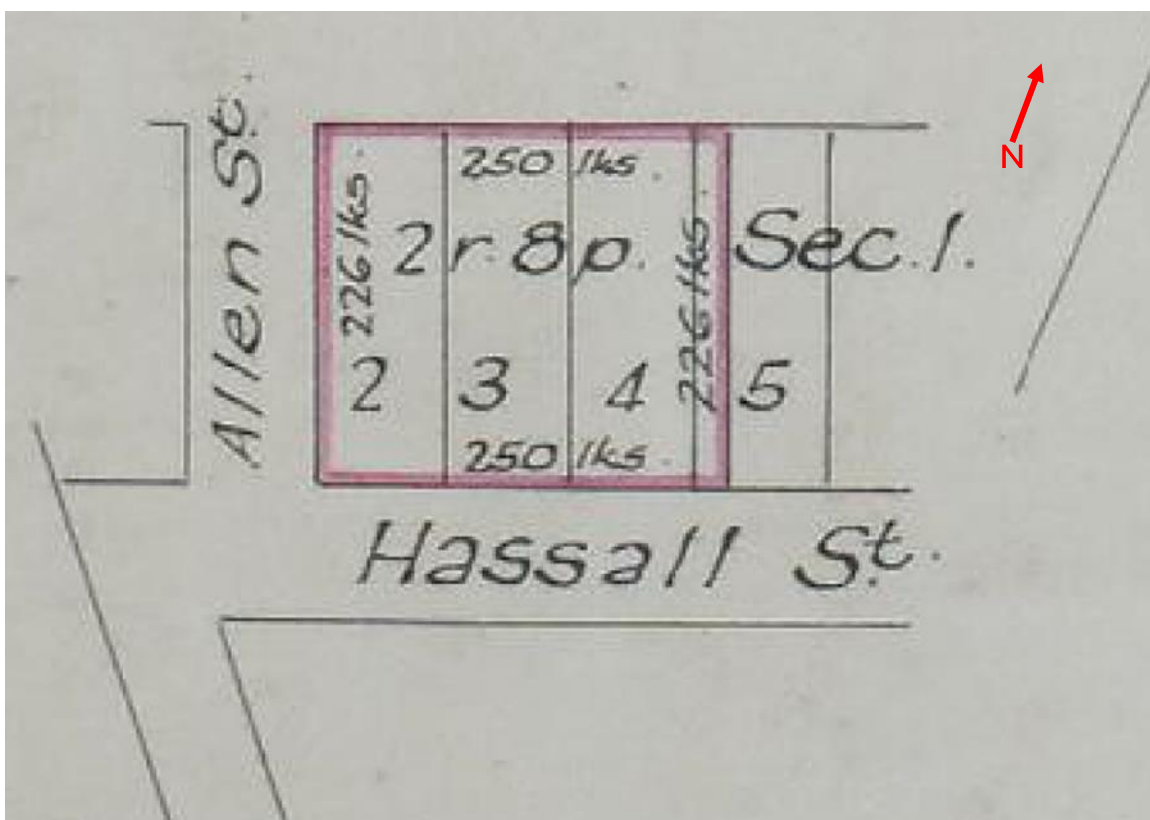 N
Allen St.
250 lks.
226 lks.
2r. 8p.
226 lks.
Sec. 1.
2
3
4
5
250 lks.
Hassall St.